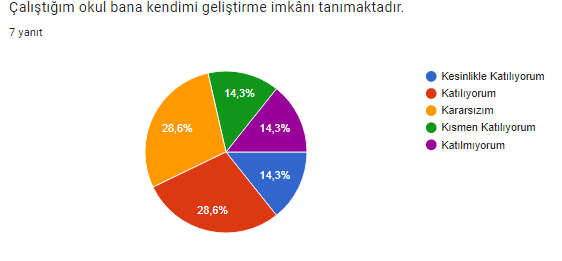 Çalıştığım okul bana kendimi geliştirme imkânı tanımaktadır.
7 yanıt
Kesinlikle Katılıyorum
Katılıyorum
Kararsızım
Kısmen Katılıyorum
Katılmıyorum
14,3%
14,3%
28,6%
14,3%
28,6%